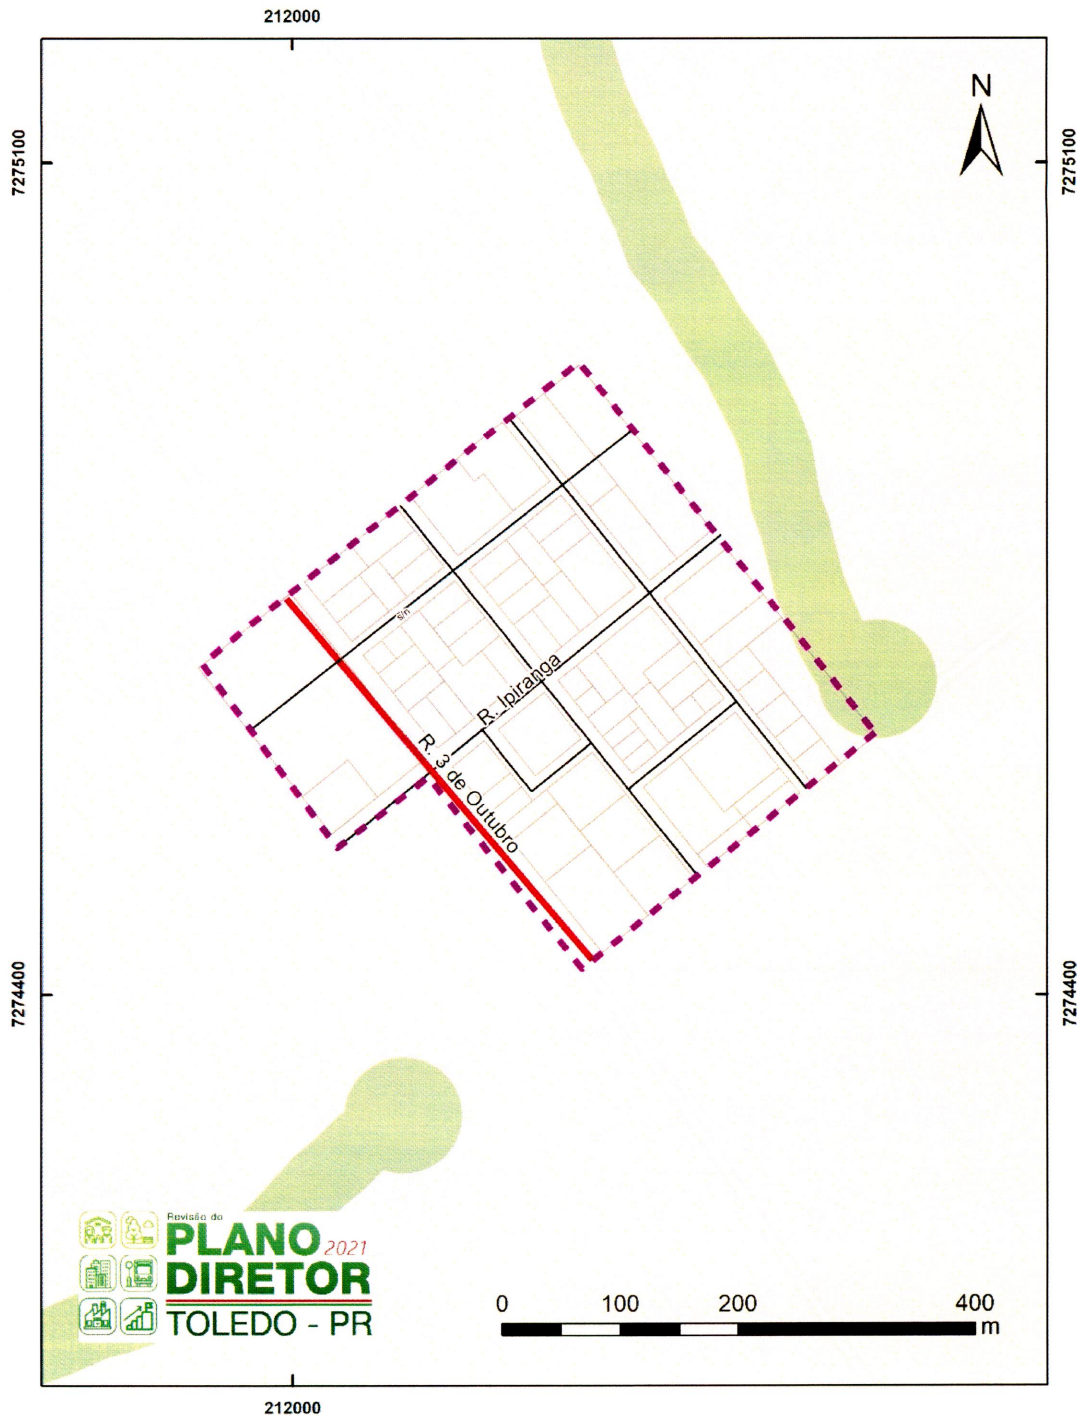 212000
N
7275100
7275100
s/n
R. Ipiranga
R. 3 de Outubro
7274400
7274400
Revisão do
PLANO 2021
DIRETOR
TOLEDO - PR
0 100 200 400
m
212000